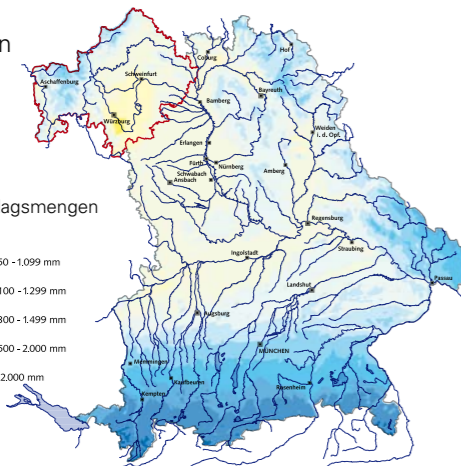 n
Hof
Coburg
Schweinfurt
Aschaffenburg
Bayreuth
Bamberg
Würzburg
Weiden
i. d. Opf.
Erlangen
Fürth
Nürnberg
Schwabach
Amberg
Ansbach
agsmengen
Regensburg
Straubing
Ingolstadt
50 - 1.099 mm
Passau
100 - 1.299 mm
Landshut
300 - 1.499 mm
Augsburg
500 - 2.000 mm
MÜNCHEN
Memmingen
2.000 mm
Kaufbeuren
Rosenheim
Kempten